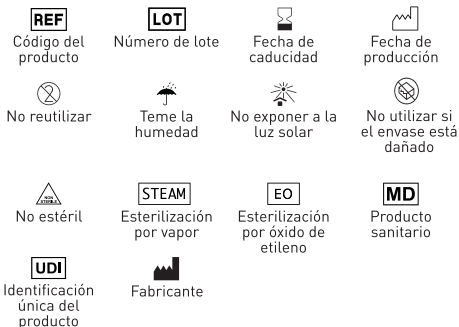 REF
LOT
Código del
producto
Número de lote
Fecha de
caducidad
Fecha de
producción
2
No reutilizar
Teme la
humedad
No exponer a la
luz solar
No utilizar si
el envase está
dañado
NON
STERILE
STEAM
EO
MD
No estéril
Esterilización
por vapor
Esterilización
por óxido de
etileno
Producto
sanitario
UDI
Identificación
única del
producto
Fabricante